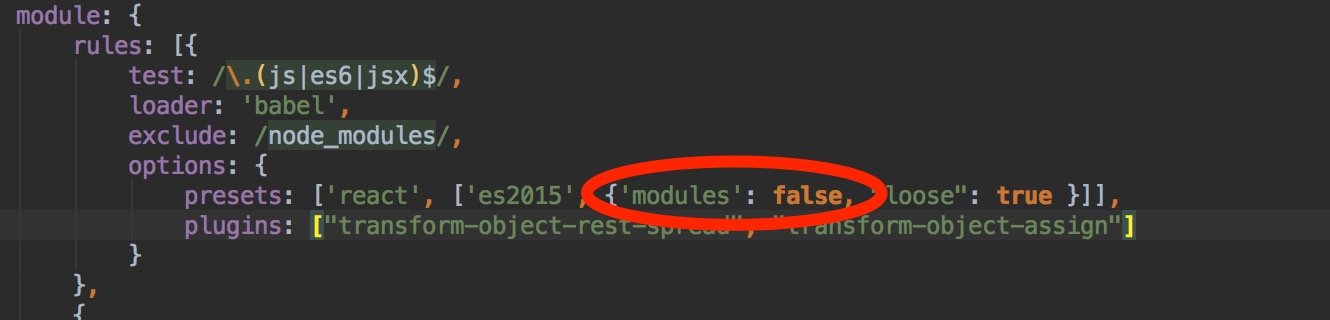 module: {
rules: [{
test: /\.(js|es6|jsx)$/,
loader: 'babel',
exclude: /node_modules/,
options: {
presets: ['react', ['es2015', {'modules': false, "loose": true }]],
plugins: ["transform-object-rest-spread", "transform-object-assign"]
}
},
{